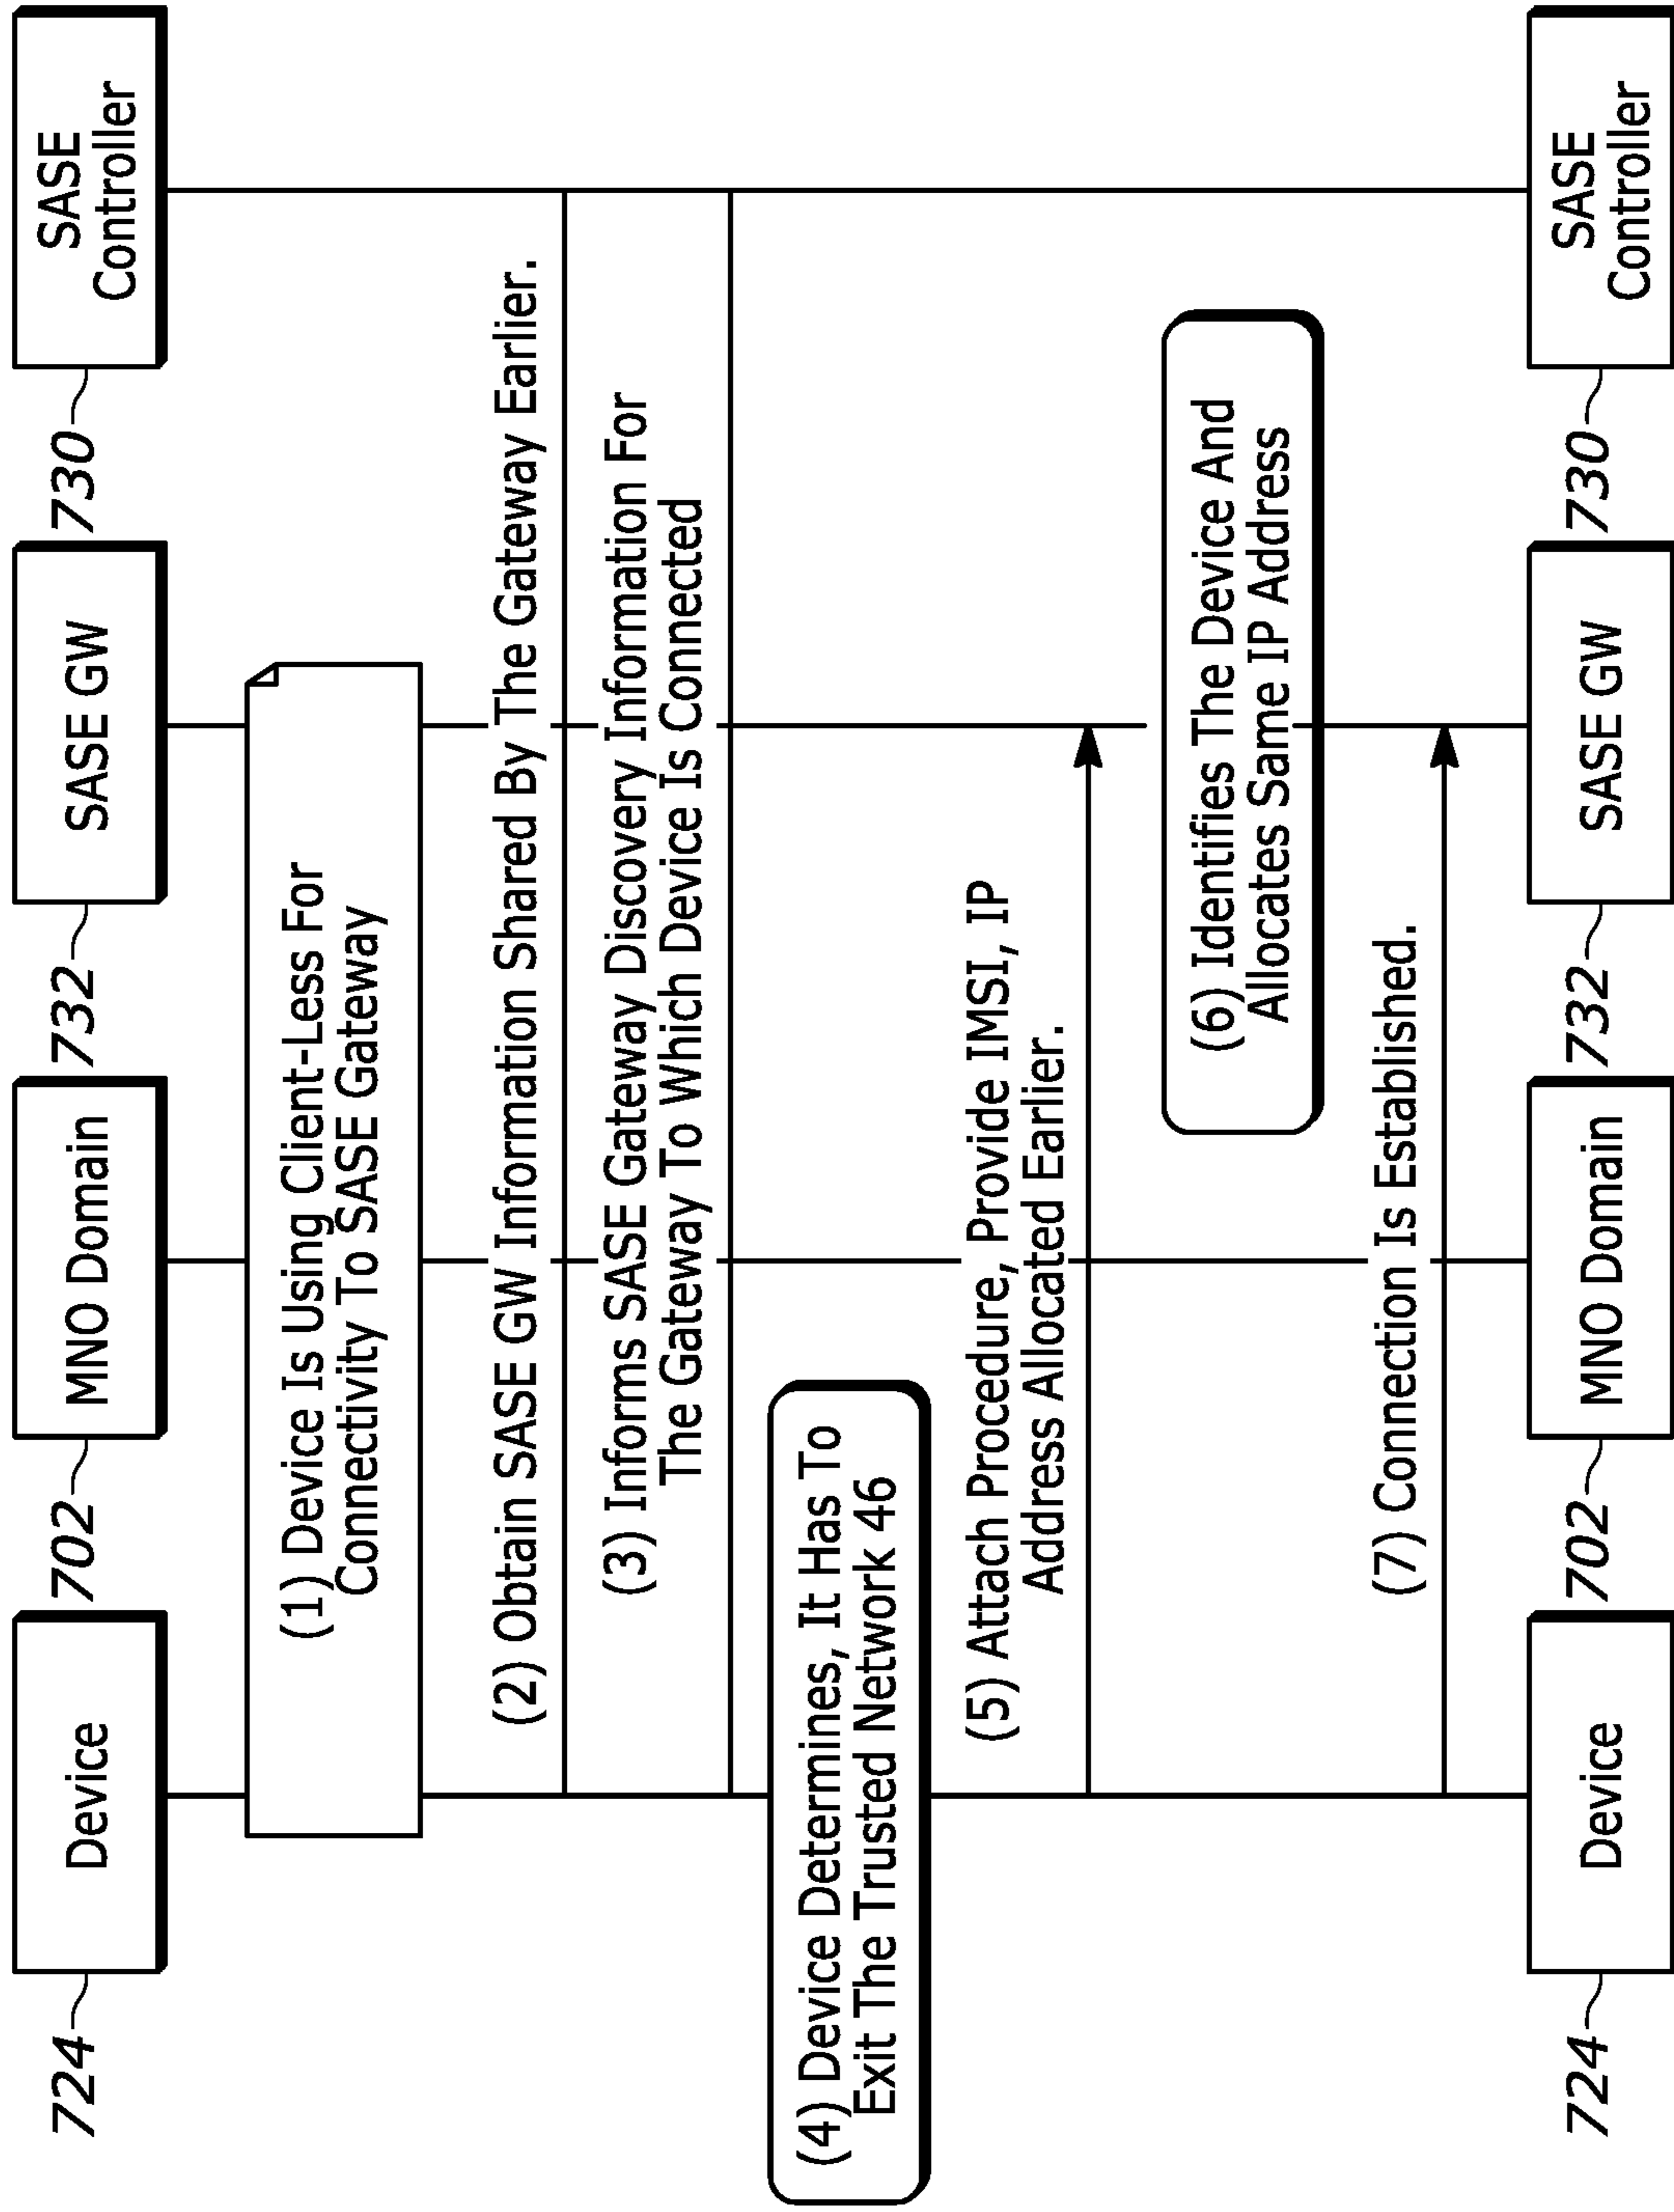 Device
MNO Domain
SASE GW
SASE
Controller
724
702
732
730
(1) Device Is Using Client-Less For
Connectivity To SASE Gateway
(2) Obtain SASE GW Information Shared By The Gateway Earlier.
(3) Informs SASE Gateway Discovery Information For
The Gateway To Which Device Is Connected
(4) Device Determines, It Has To
Exit The Trusted Network 46
(5) Attach Procedure, Provide IMSI, IP
Address Allocated Earlier.
(6) Identifies The Device And
Allocates Same IP Address
(7) Connection Is Established.
Device
MNO Domain
SASE GW
SASE
Controller
724
702
732
730